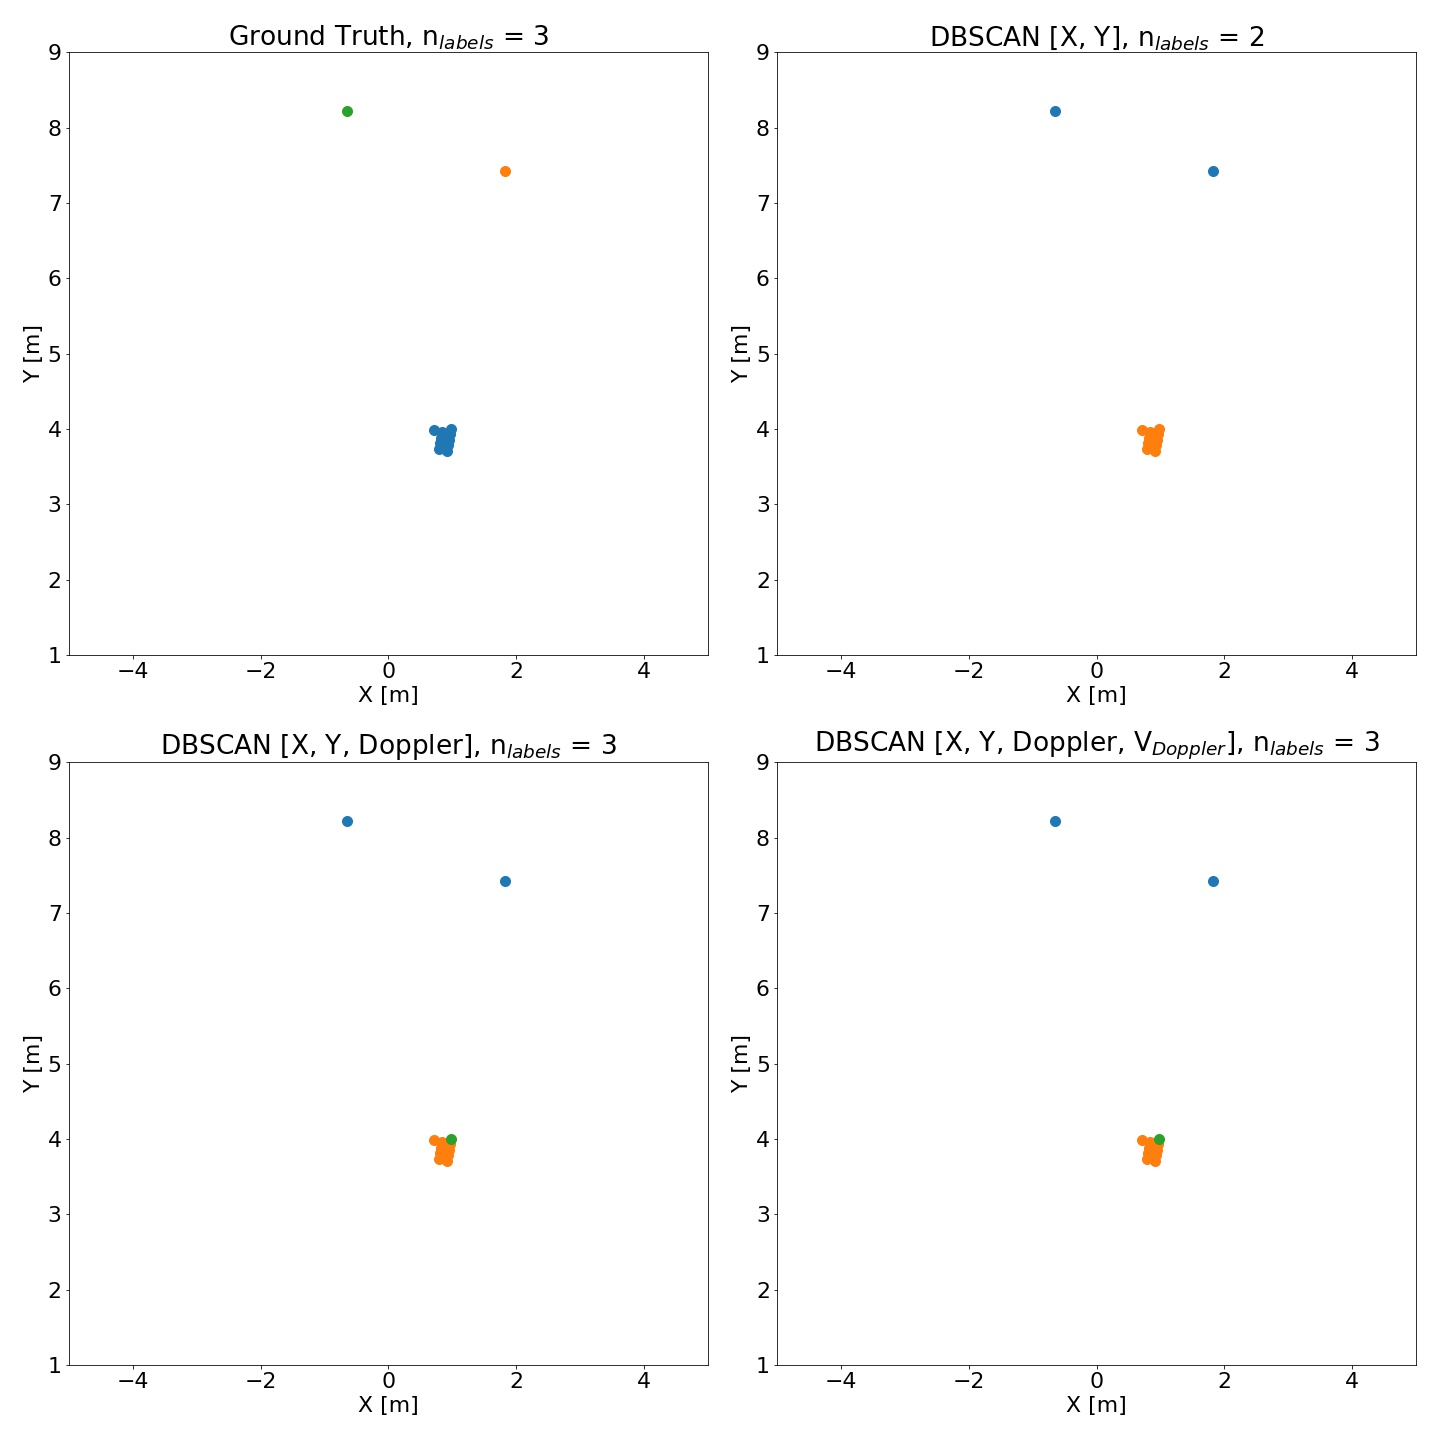 Ground Truth, n_labels = 3
9
8
7
6
5
4
3
2
1
Y [m]
−4 −2 0 2 4
X [m]
DBSCAN [X, Y], n_labels = 2
9
8
7
6
5
4
3
2
1
Y [m]
−4 −2 0 2 4
X [m]
DBSCAN [X, Y, Doppler], n_labels = 3
9
8
7
6
5
4
3
2
1
Y [m]
−4 −2 0 2 4
X [m]
DBSCAN [X, Y, Doppler, V_Doppler], n_labels = 3
9
8
7
6
5
4
3
2
1
Y [m]
−4 −2 0 2 4
X [m]